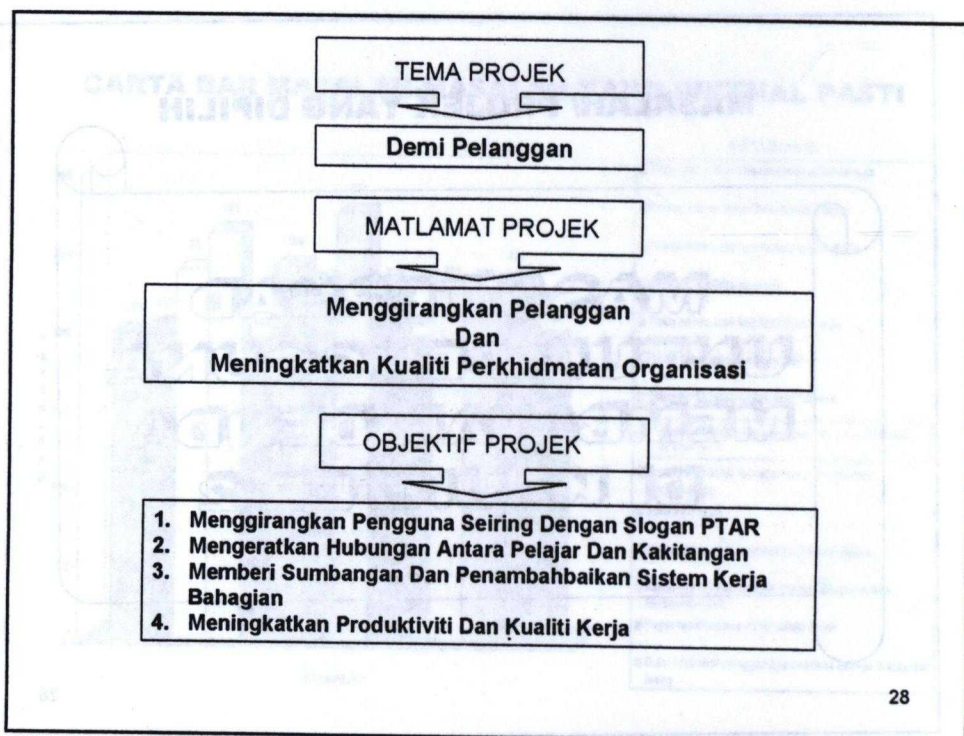 TEMA PROJEK
Demi Pelanggan
MATLAMAT PROJEK
Menggirangkan Pelanggan
Dan
Meningkatkan Kualiti Perkhidmatan Organisasi
OBJEKTIF PROJEK
1. Menggirangkan Pengguna Seiring Dengan Slogan PTAR
2. Mengeratkan Hubungan Antara Pelajar Dan Kakitangan
3. Memberi Sumbangan Dan Penambahbaikan Sistem Kerja
Bahagian
4. Meningkatkan Produktiviti Dan Kualiti Kerja
28